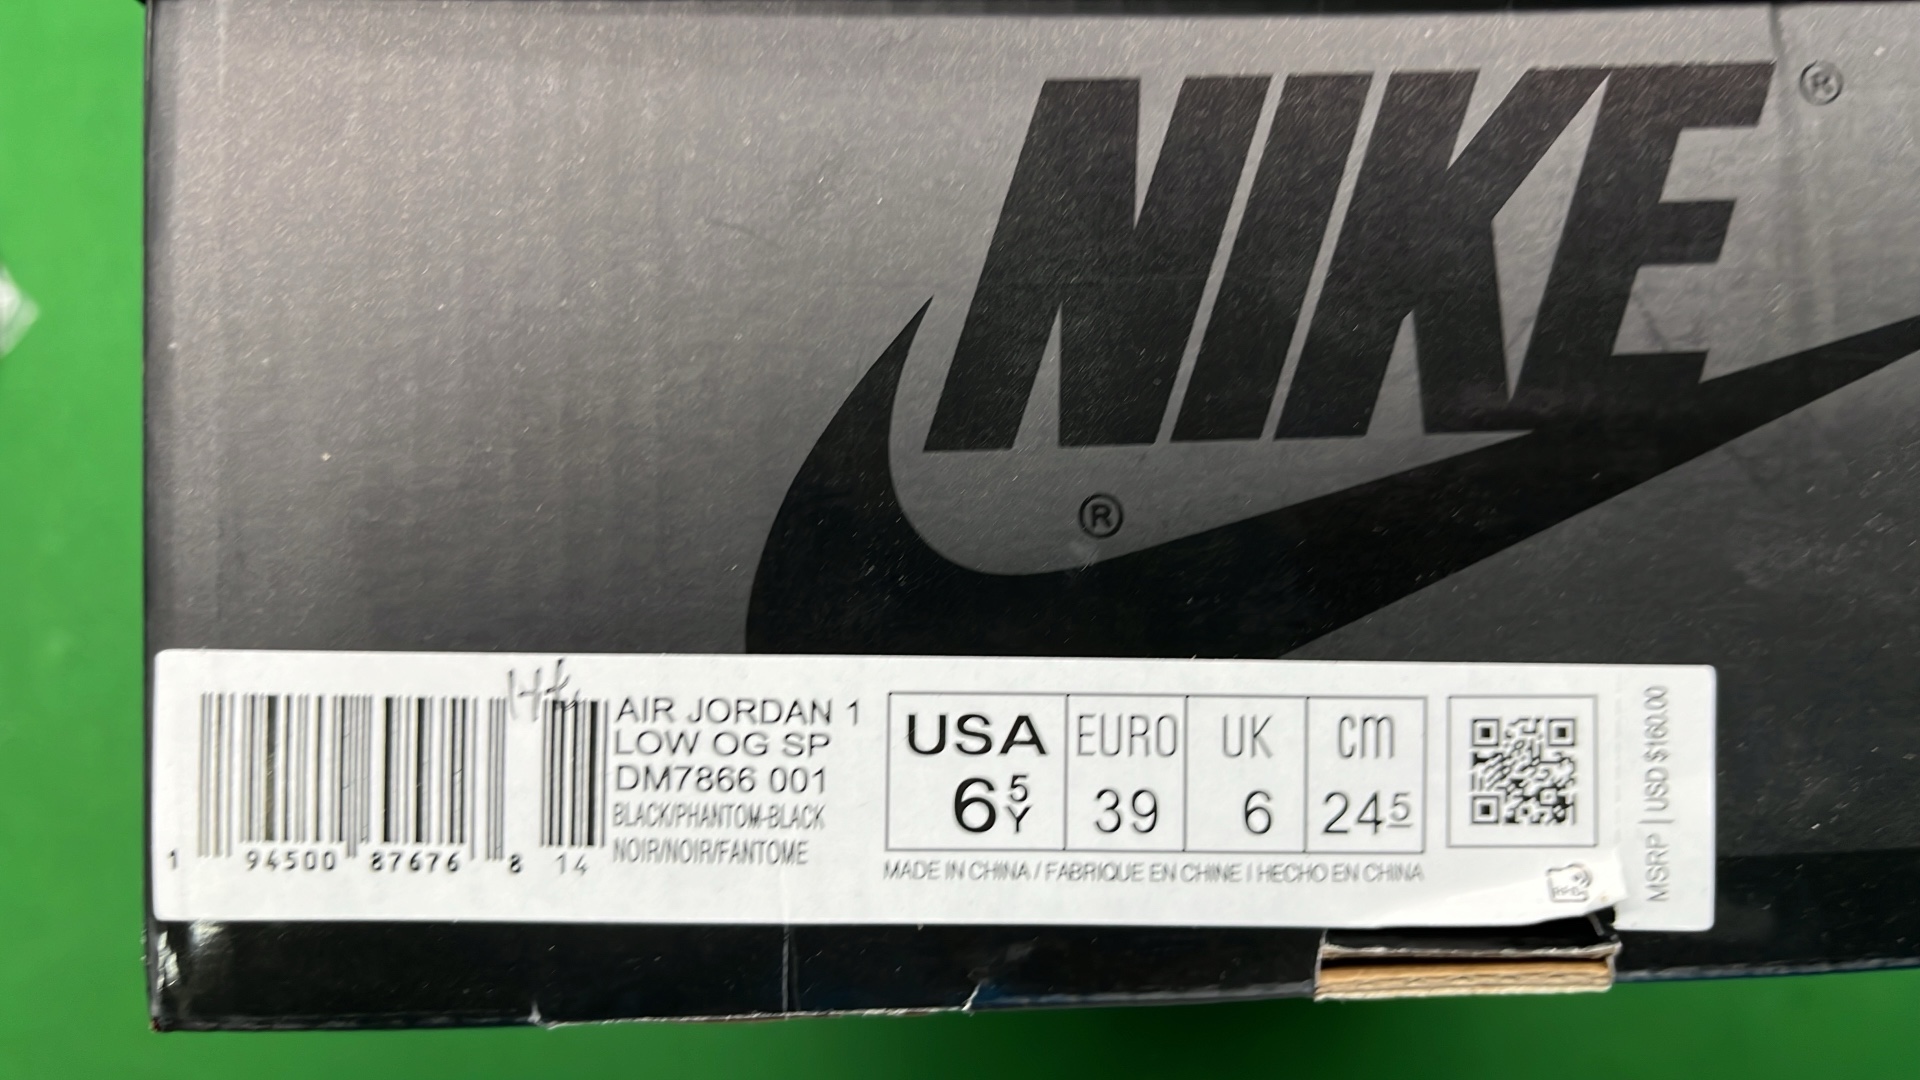 NIKE ®
®
AIR JORDAN 1
LOW OG SP
DM7866 001
BLACK/PHANTOM-BLACK
NOIR/NOIR/FANTOME
1 94500 87676 8 14
USA EURO UK cm
6 5Y 39 6 24 5
MADE IN CHINA / FABRIQUE EN CHINE / HECHO EN CHINA
MSRP | USD $160.00